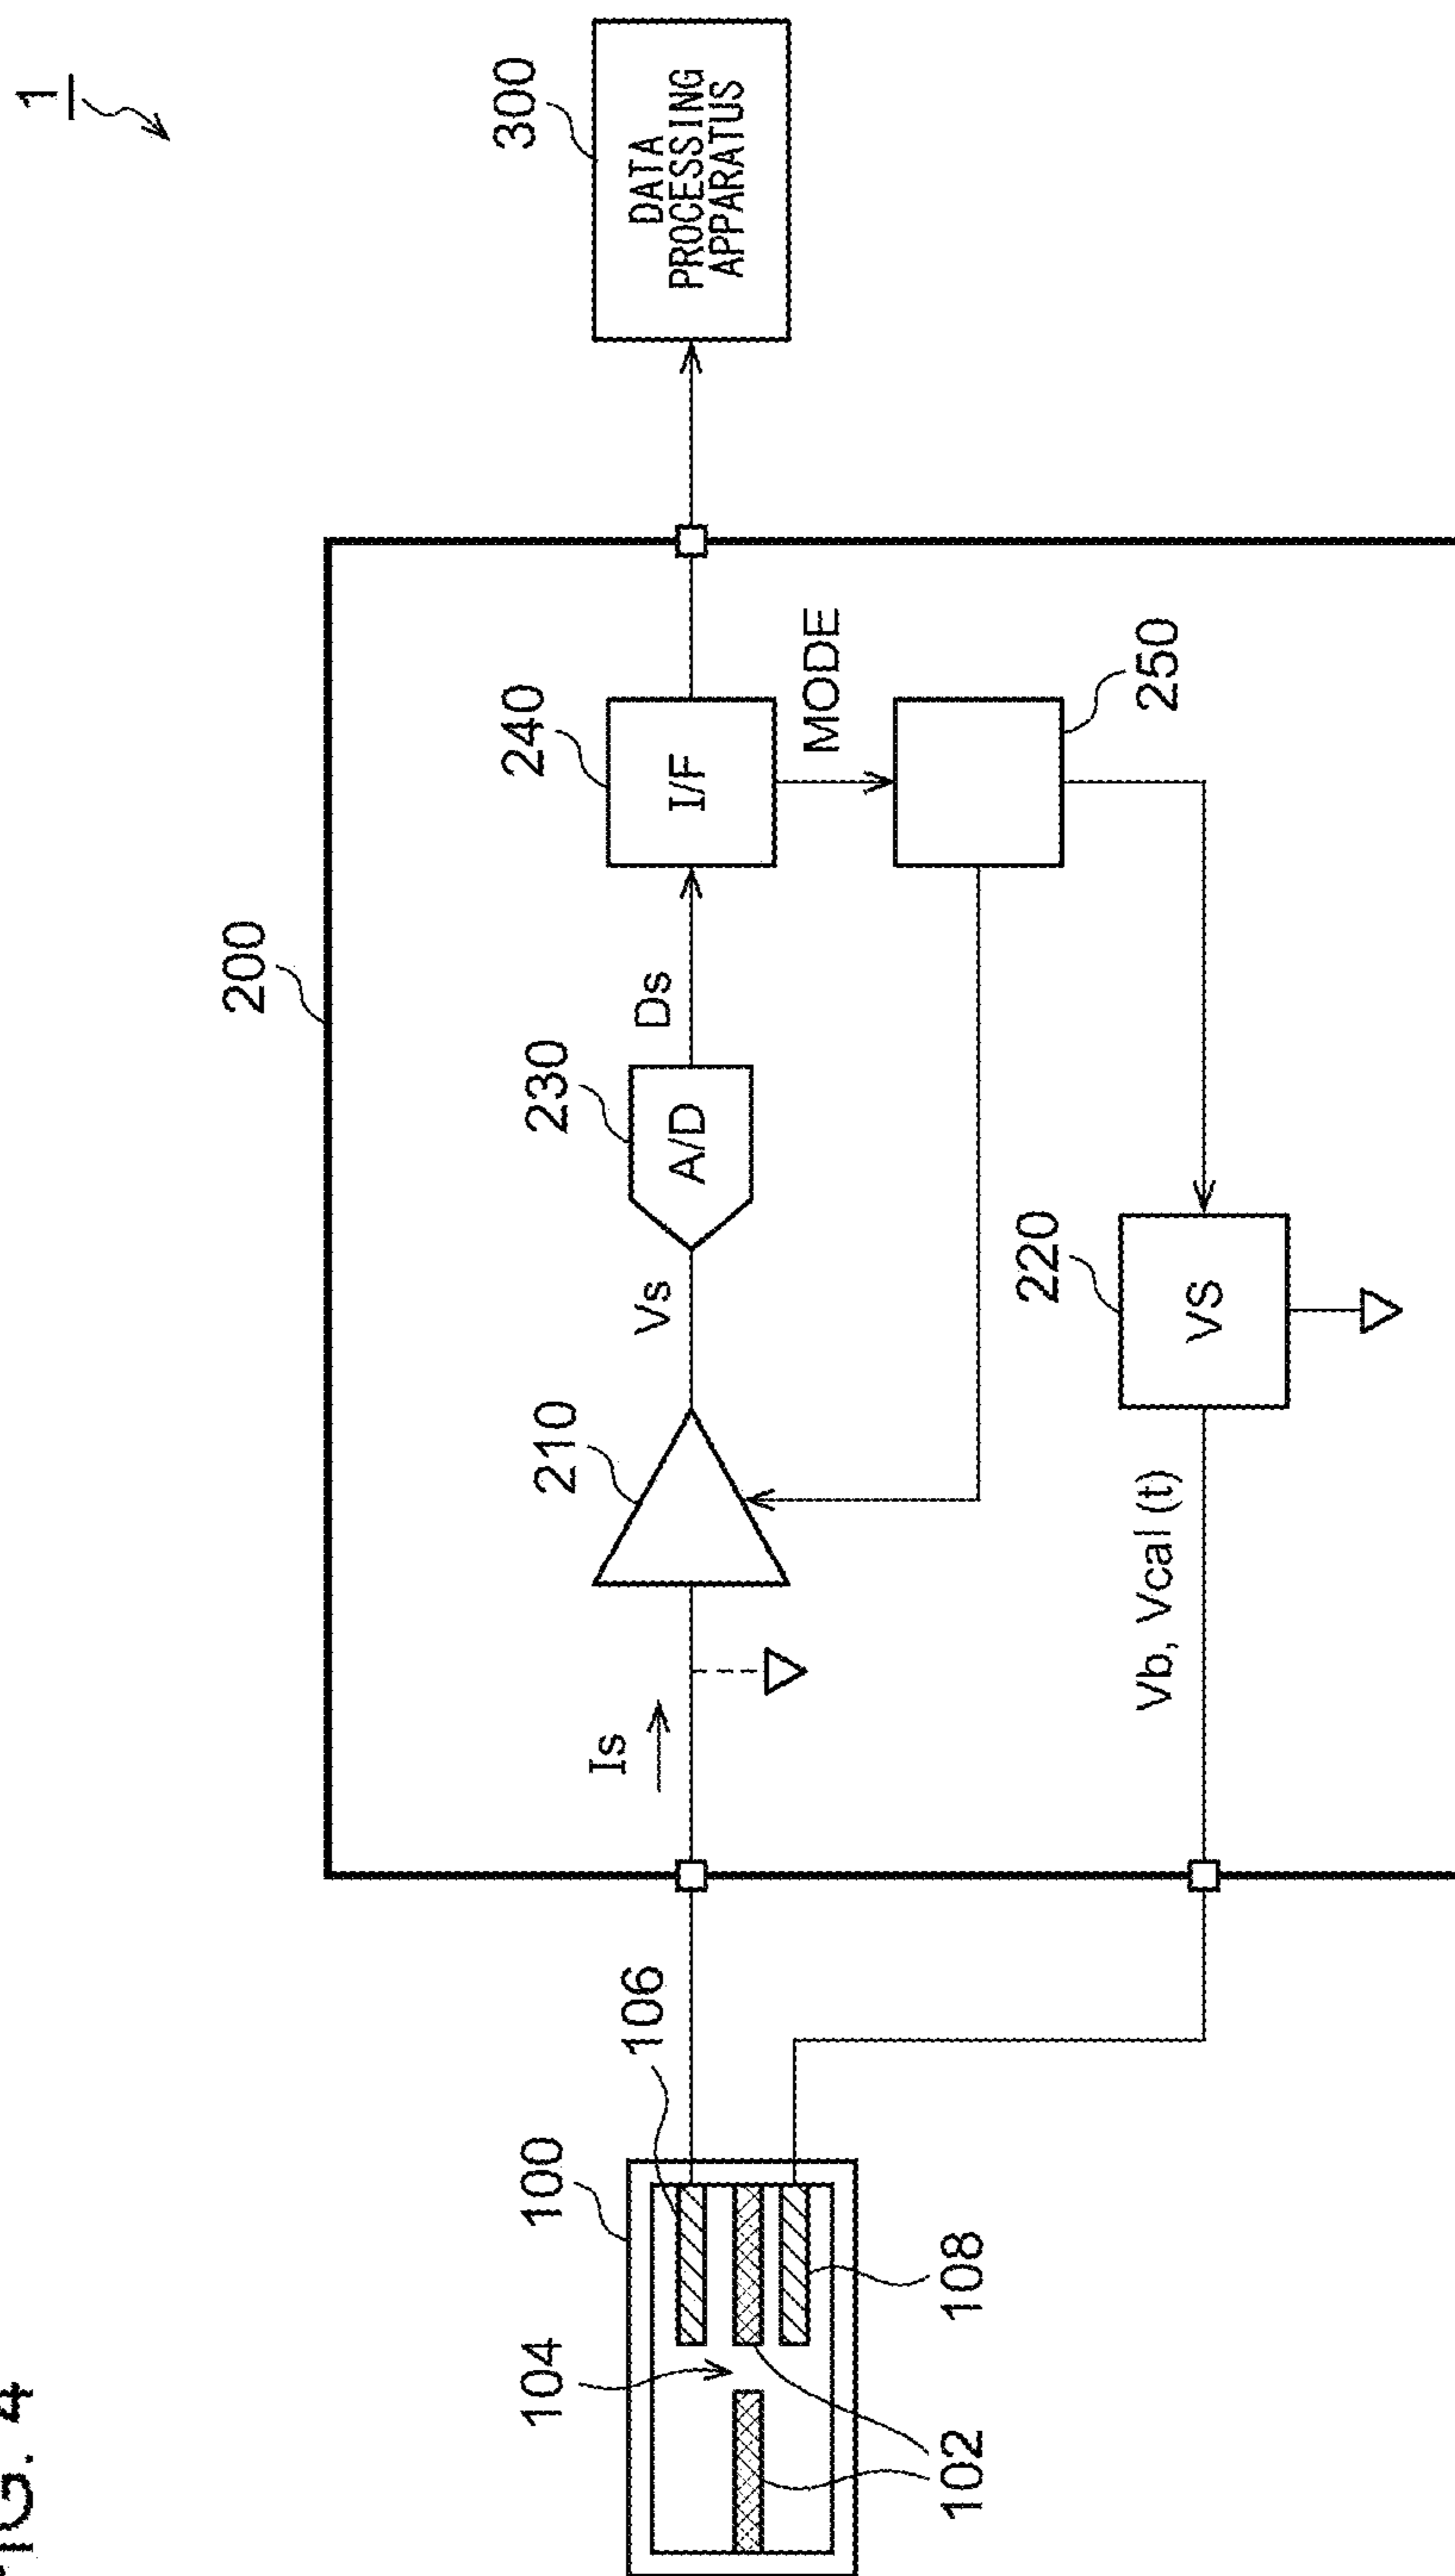 FIG. 4
1
200
300
DATA
PROCESSING
APPARATUS
100
104
106
102
108
Is
210
Vs
230
A/D
Ds
240
I/F
MODE
250
220
VS
Vb, Vcal (t)